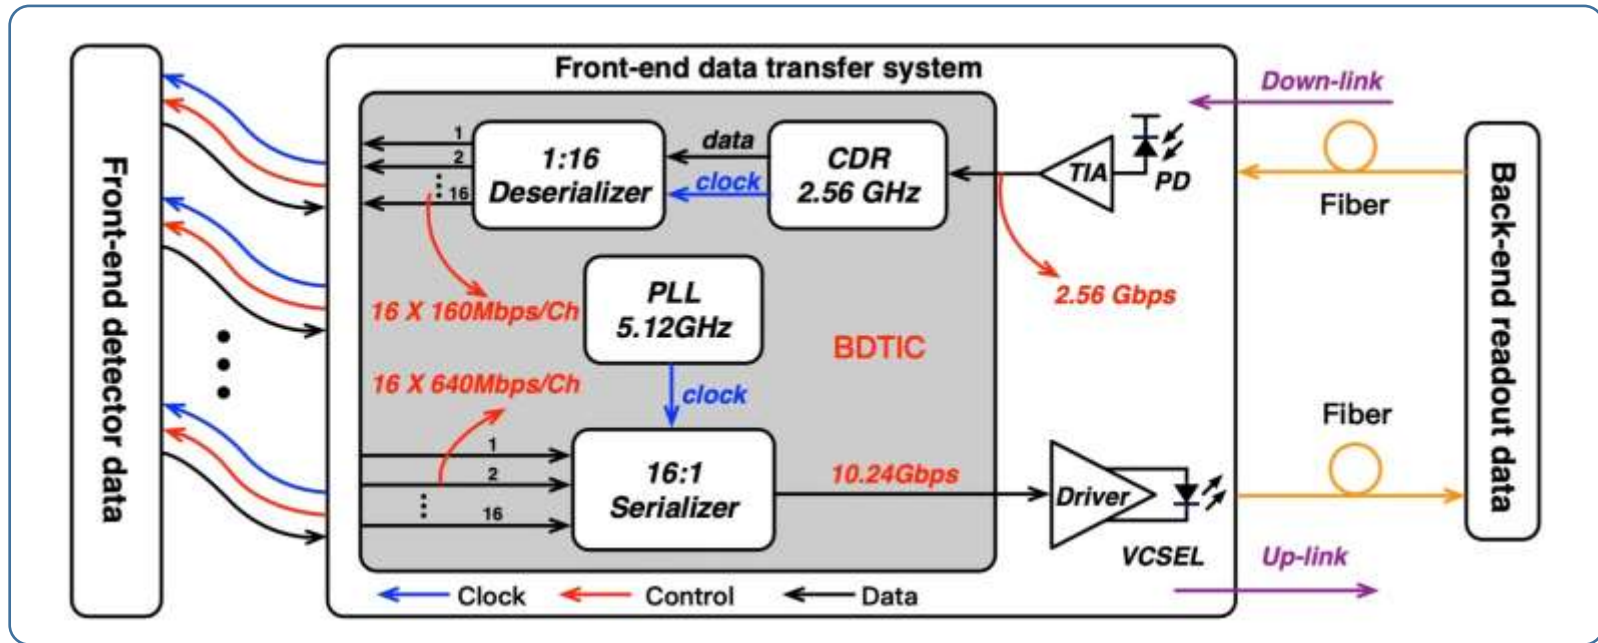 Front-end data transfer system
Front-end detector data
1
2
16
1:16
Deserializer
data
clock
CDR
2.56 GHz
TIA
PD
Down-link
Fiber
Back-end readout data
16 X 160Mbps/Ch
PLL
5.12GHz
2.56 Gbps
BDTIC
16 X 640Mbps/Ch
clock
1
2
16
16:1
Serializer
10.24Gbps
Driver
VCSEL
Fiber
Up-link
Clock
Control
Data